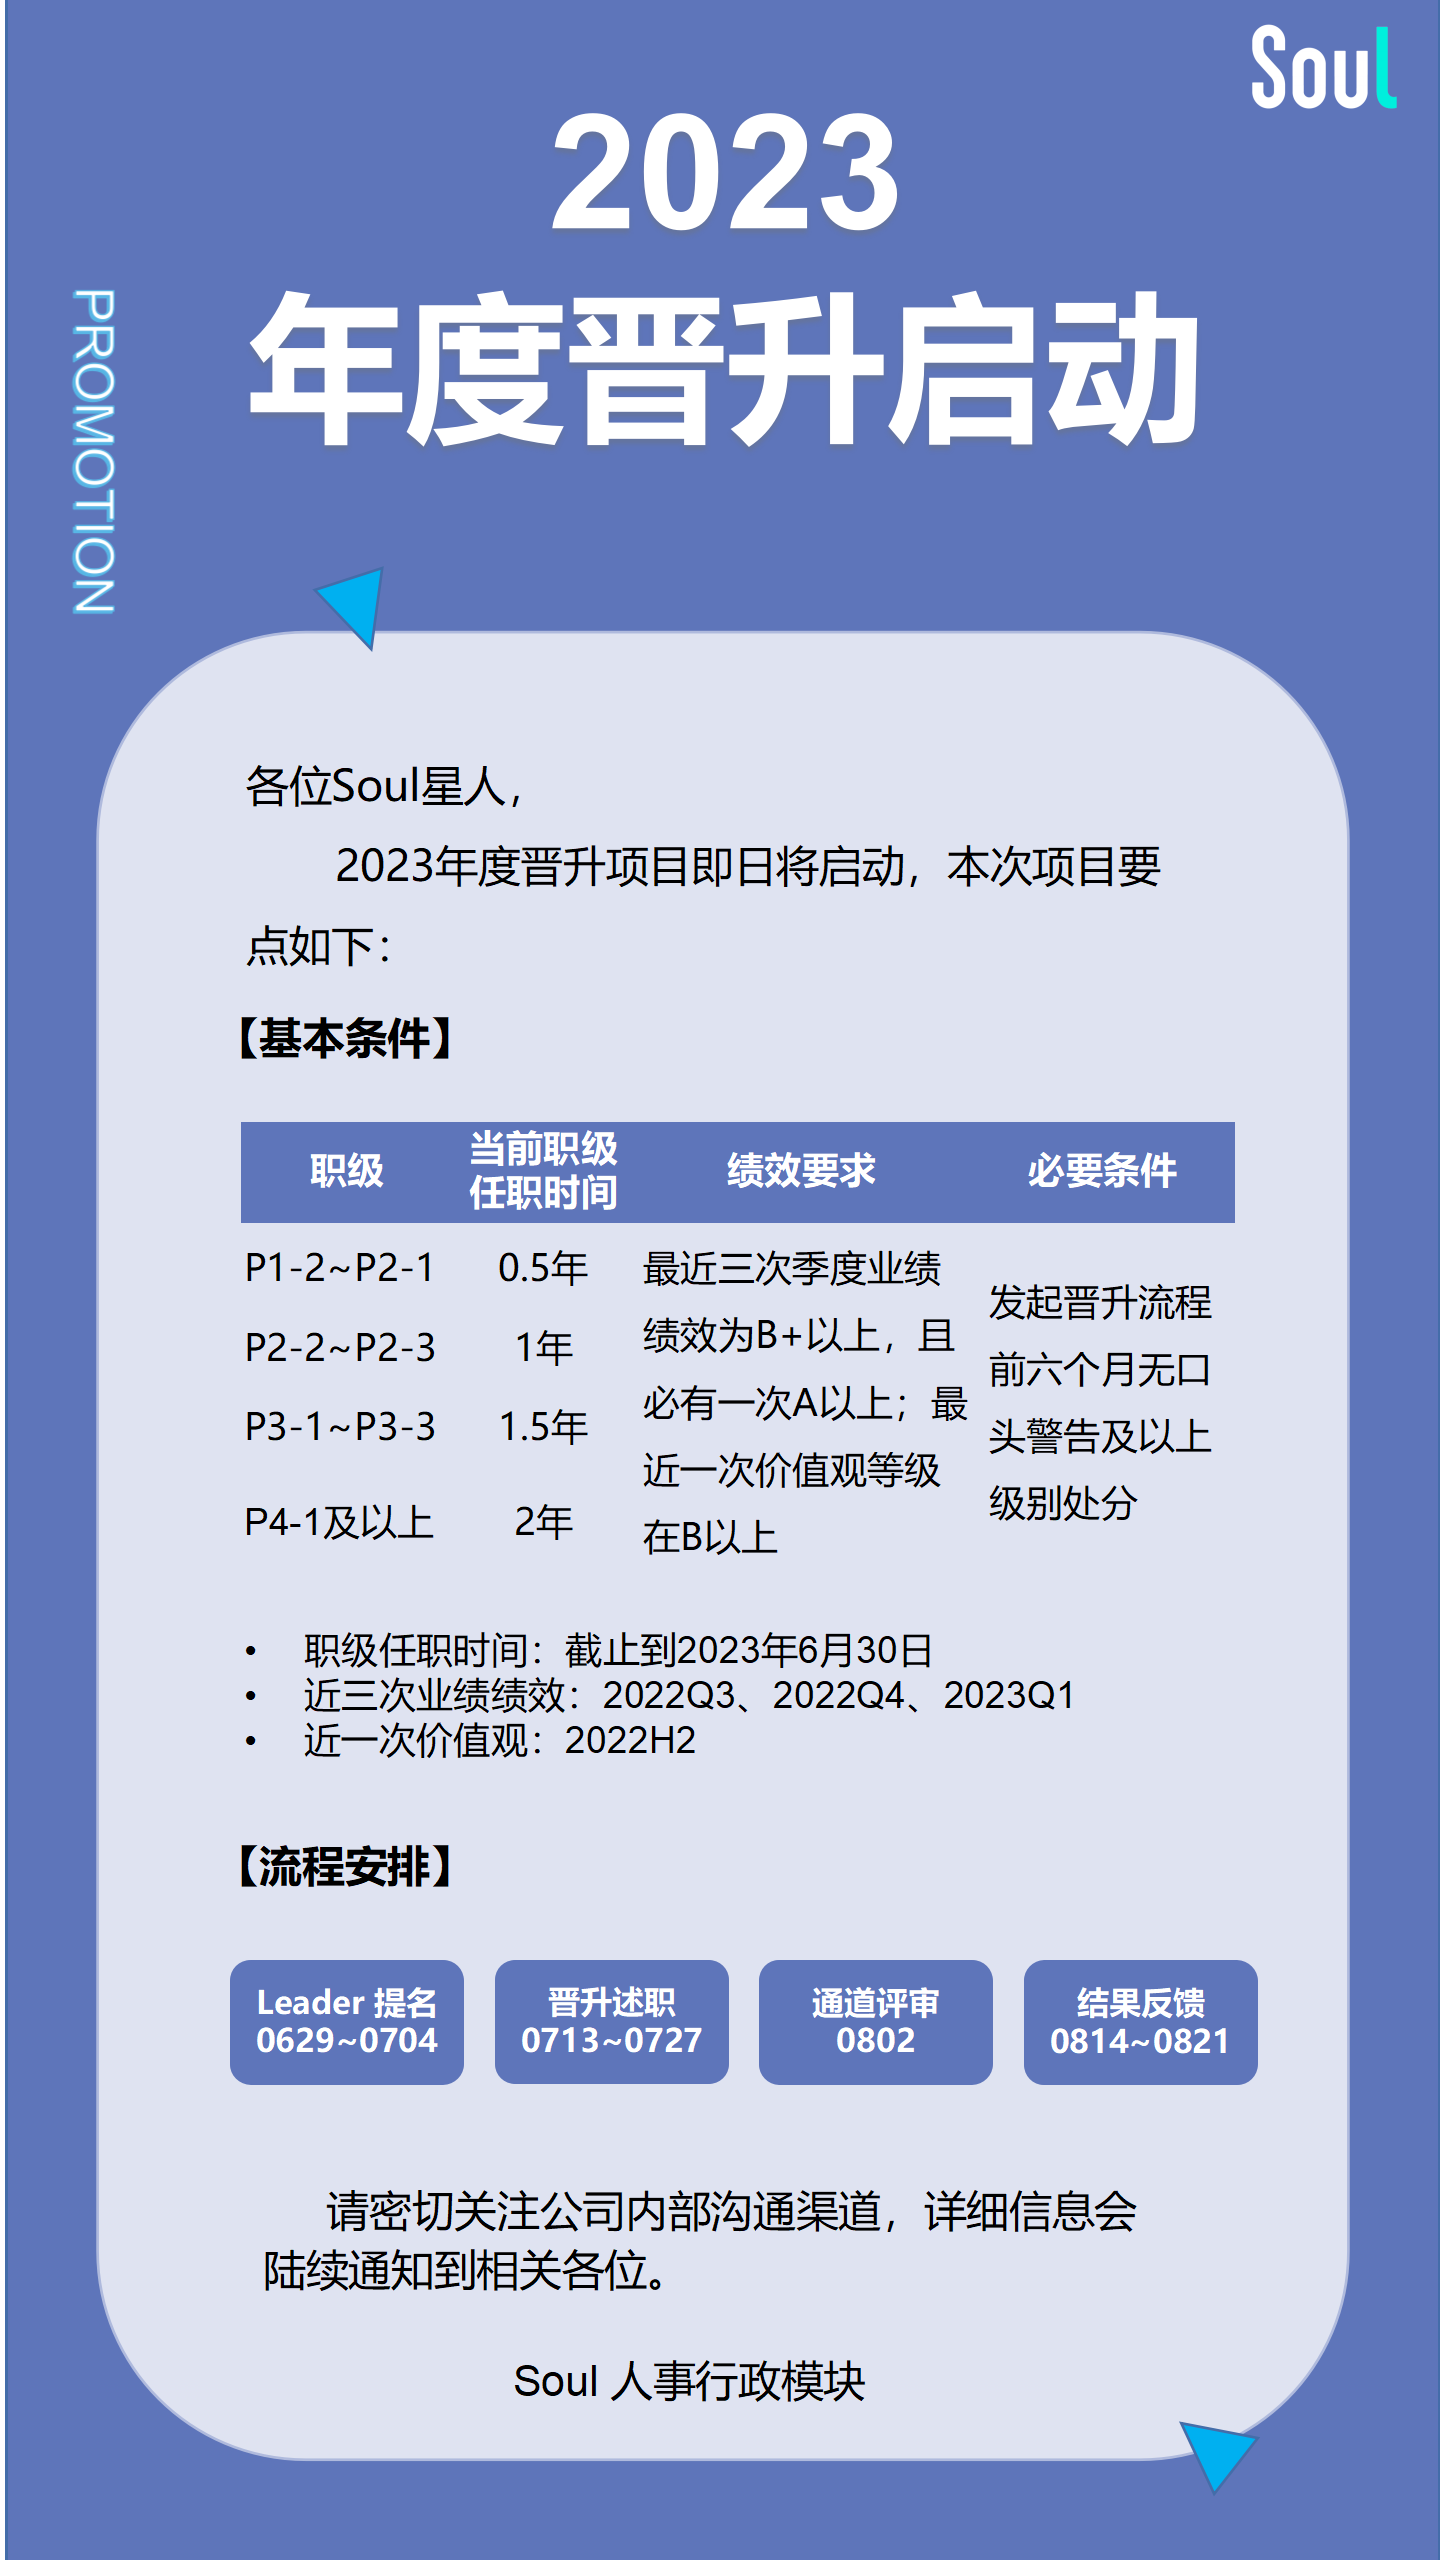 Soul
2023
年度晋升启动
PROMOTION
各位Soul星人，
2023年度晋升项目即日将启动，本次项目要
点如下：
【基本条件】
职级 当前职级任职时间 绩效要求 必要条件
P1-2~P2-1 0.5年
P2-2~P2-3 1年
P3-1~P3-3 1.5年
P4-1及以上 2年
最近三次季度业绩
绩效为B+以上，且
必有一次A以上；最
近一次价值观等级
在B以上
发起晋升流程
前六个月无口
头警告及以上
级别处分
• 职级任职时间：截止到2023年6月30日
• 近三次业绩绩效：2022Q3、2022Q4、2023Q1
• 近一次价值观：2022H2
【流程安排】
Leader 提名
0629~0704
晋升述职
0713~0727
通道评审
0802
结果反馈
0814~0821
请密切关注公司内部沟通渠道，详细信息会
陆续通知到相关各位。
Soul 人事行政模块